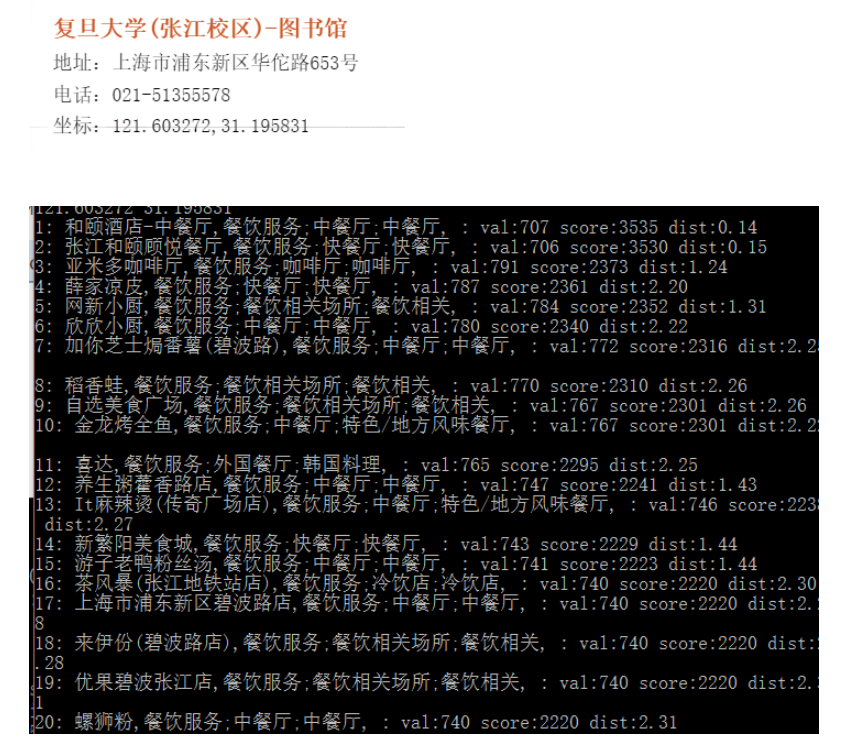 复旦大学(张江校区)-图书馆
地址: 上海市浦东新区华佗路653号
电话: 021-51355578
坐标: 121.603272,31.195831
121.603272 31.195831
1: 和颐酒店-中餐厅,餐饮服务;中餐厅;中餐厅, : val:707 score:3535 dist:0.14
2: 张江和颐顾悦餐厅,餐饮服务;快餐厅;快餐厅, : val:706 score:3530 dist:0.15
3: 亚米多咖啡厅,餐饮服务;咖啡厅;咖啡厅, : val:791 score:2373 dist:1.24
4: 薛家凉皮,餐饮服务;快餐厅;快餐厅, : val:787 score:2361 dist:2.20
5: 网新小厨,餐饮服务;餐饮相关场所;餐饮相关, : val:784 score:2352 dist:1.31
6: 欣欣小厨,餐饮服务;中餐厅;中餐厅, : val:780 score:2340 dist:2.22
7: 加你芝士焗番薯(碧波路),餐饮服务;中餐厅;中餐厅, : val:772 score:2316 dist:2.2
8: 稻香蛙,餐饮服务;餐饮相关场所;餐饮相关, : val:770 score:2310 dist:2.26
9: 自选美食广场,餐饮服务;餐饮相关场所;餐饮相关, : val:767 score:2301 dist:2.26
10: 金龙烤全鱼,餐饮服务;中餐厅;特色/地方风味餐厅, : val:767 score:2301 dist:2.2
11: 喜达,餐饮服务;外国餐厅;韩国料理, : val:765 score:2295 dist:2.25
12: 养生粥藿香路店,餐饮服务;中餐厅;中餐厅, : val:747 score:2241 dist:1.43
13: It麻辣烫(传奇广场店),餐饮服务;中餐厅;特色/地方风味餐厅, : val:746 score:223
dist:2.27
14: 新繁阳美食城,餐饮服务;快餐厅;快餐厅, : val:743 score:2229 dist:1.44
15: 游子老鸭粉丝汤,餐饮服务;中餐厅;中餐厅, : val:741 score:2223 dist:1.44
16: 茶风暴(张江地铁站店),餐饮服务;冷饮店;冷饮店, : val:740 score:2220 dist:2.30
17: 上海市浦东新区碧波路店,餐饮服务;中餐厅;中餐厅, : val:740 score:2220 dist:2.
8
18: 来伊份(碧波路店),餐饮服务;餐饮相关场所;餐饮相关, : val:740 score:2220 dist:
.28
19: 优果碧波张江店,餐饮服务;餐饮相关场所;餐饮相关, : val:740 score:2220 dist:2.
1
20: 螺狮粉,餐饮服务;中餐厅;中餐厅, : val:740 score:2220 dist:2.31